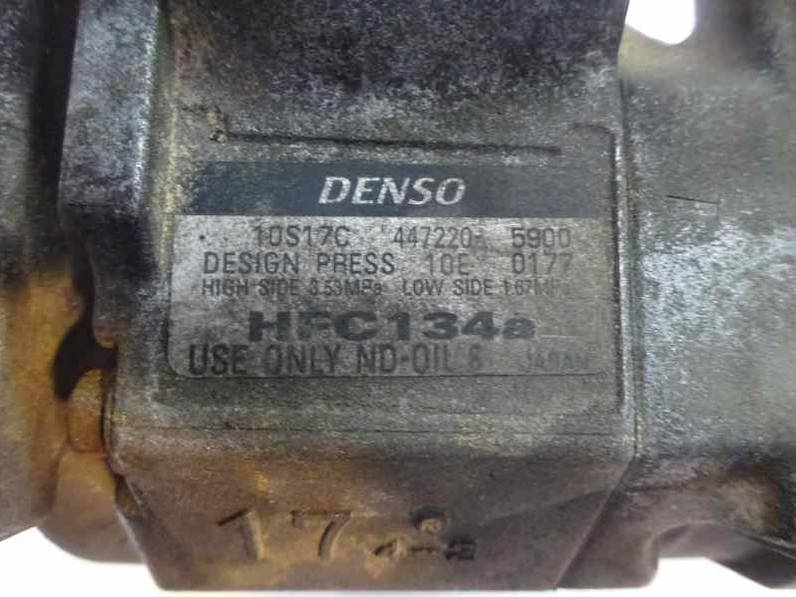 DENSO
10S17C 447220- 5900
DESIGN PRESS 10E 0177
HIGH SIDE 3.53MPa LOW SIDE 1.67MPa
HFC134a
USE ONLY ND-OIL 8 JAPAN
17